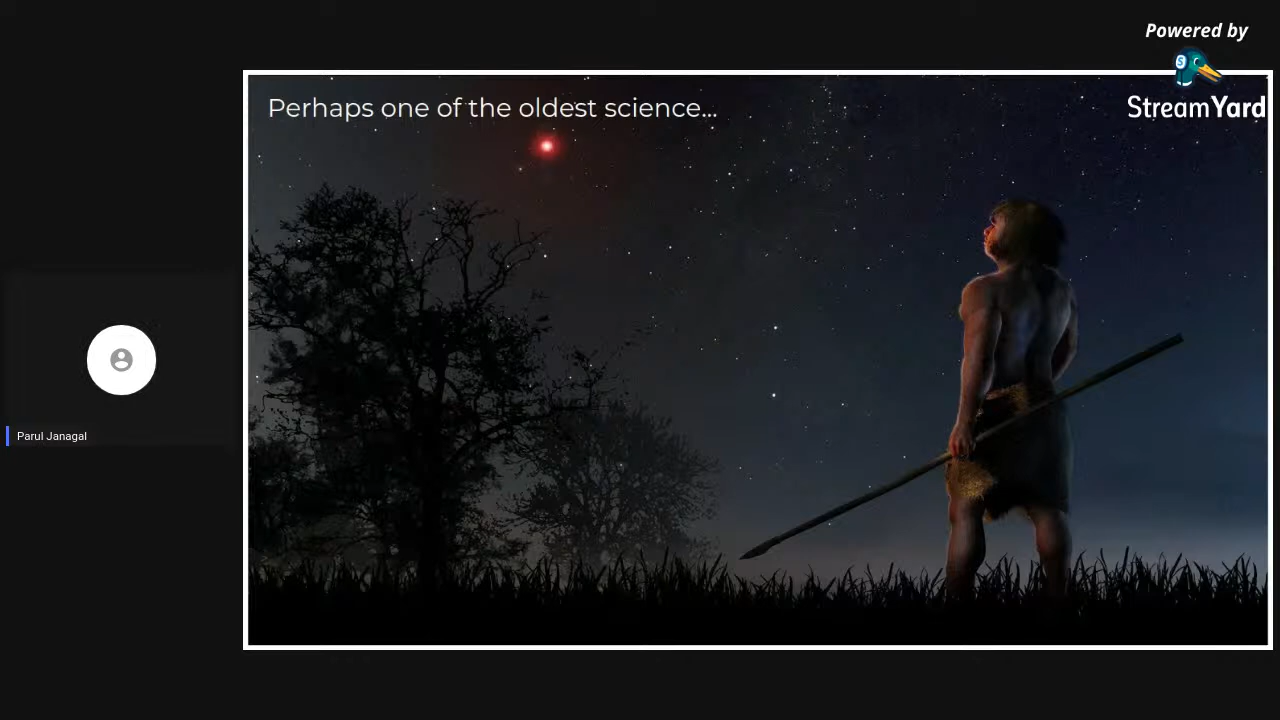 Powered by
Perhaps one of the oldest science...
StreamYard
Parul Janagal